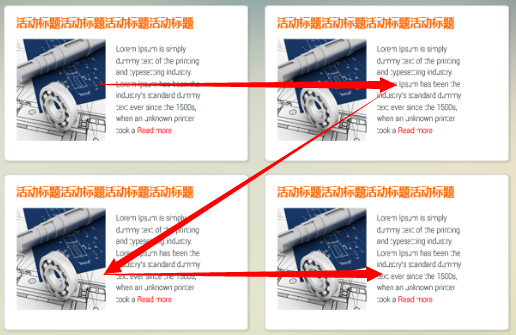 活动标题活动标题活动标题活动标题
Lorem Ipsum is simply
dummy text of the printing
and typesetting industry.
Lorem Ipsum has been the
industry's standard dummy
text ever since the 1500s,
when an unknown printer
took a Read more
活动标题活动标题活动标题活动标题
Lorem Ipsum is simply
dummy text of the printing
and typesetting industry.
Lorem Ipsum has been the
industry's standard dummy
text ever since the 1500s,
when an unknown printer
took a Read more
活动标题活动标题活动标题活动标题
Lorem Ipsum is simply
dummy text of the printing
and typesetting industry.
Lorem Ipsum has been the
industry's standard dummy
text ever since the 1500s,
when an unknown printer
took a Read more
活动标题活动标题活动标题活动标题
Lorem Ipsum is simply
dummy text of the printing
and typesetting industry.
Lorem Ipsum has been the
industry's standard dummy
text ever since the 1500s,
when an unknown printer
took a Read more